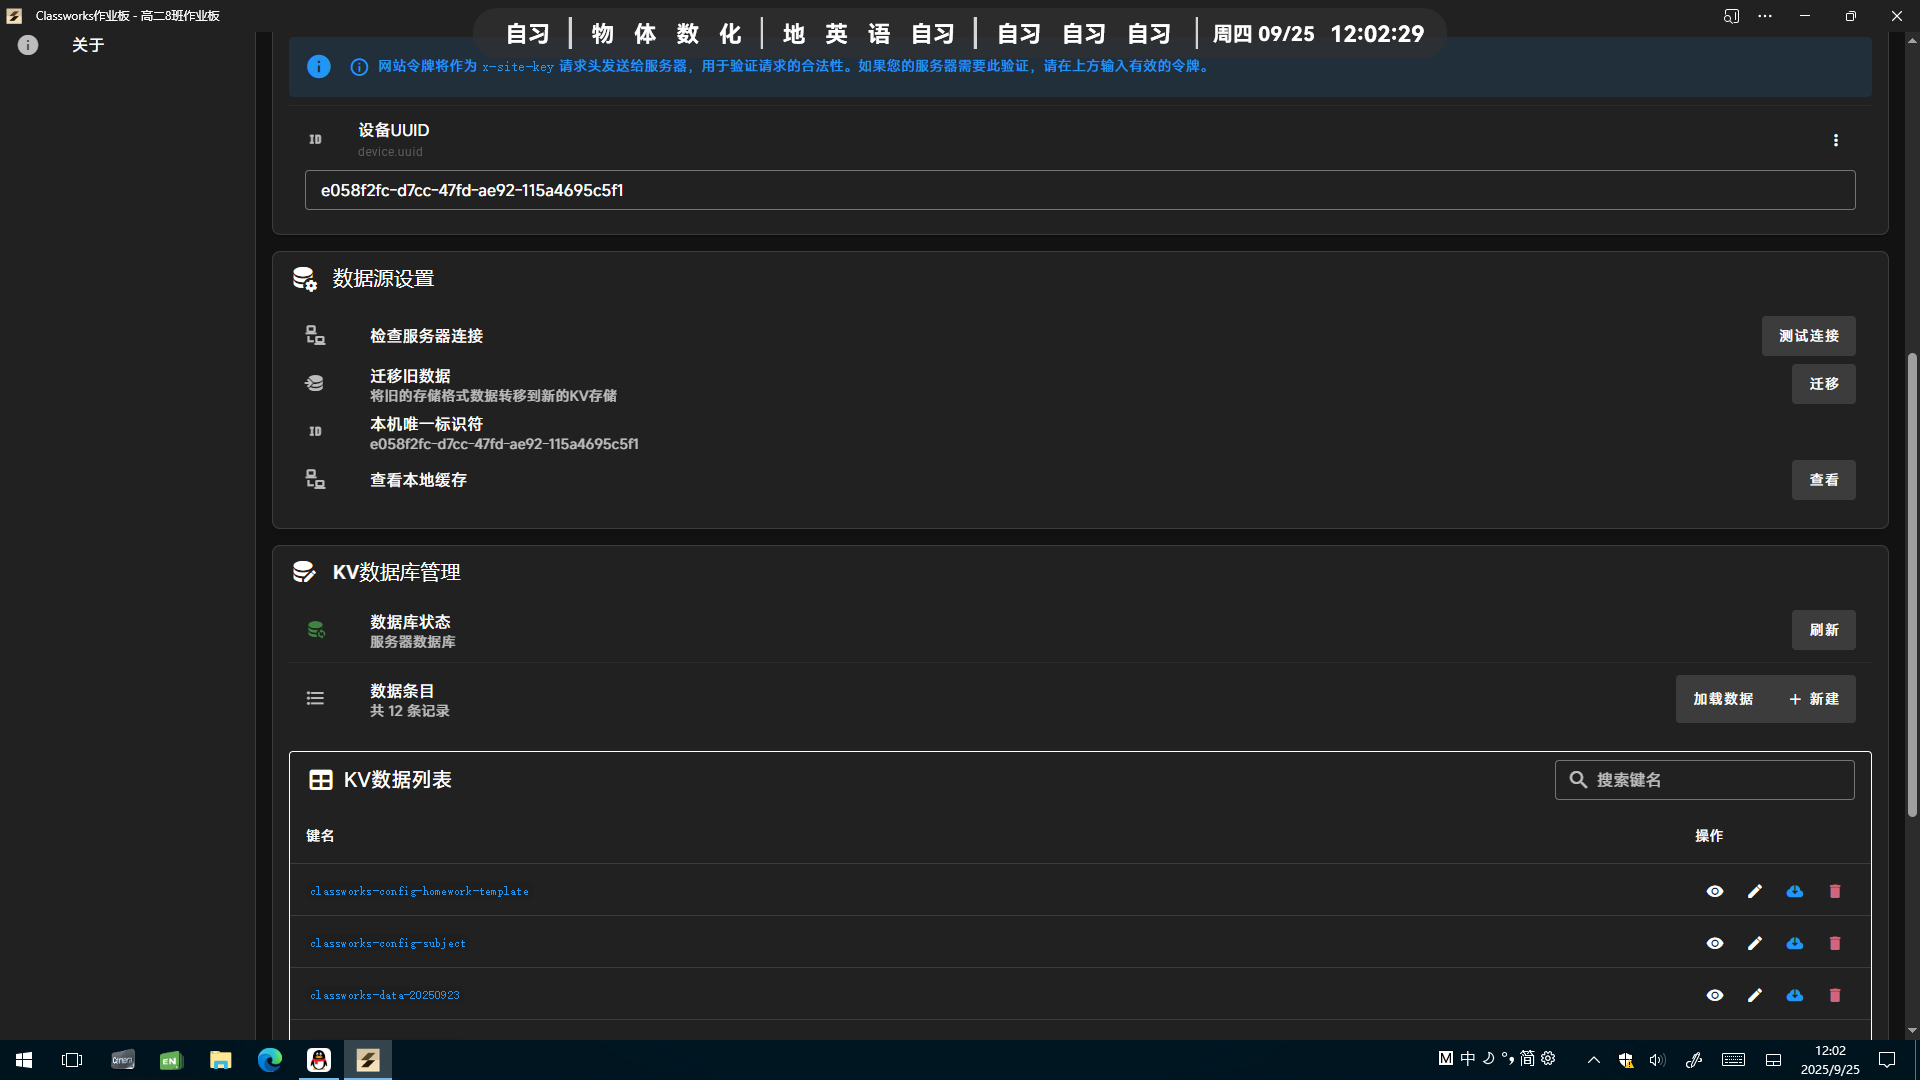 Classworks作业板 - 高二8班作业板
自习 | 物 体 数 化 | 地 英 语 自习 | 自习 自习 自习 | 周四 09/25 12:02:29
关于
网站令牌将作为 x-site-key 请求头发送给服务器，用于验证请求的合法性。如果您的服务器需要此验证，请在上方输入有效的令牌。
ID 设备UUID
device.uuid
e058f2fc-d7cc-47fd-ae92-115a4695c5f1
数据源设置
检查服务器连接 测试连接
迁移旧数据
将旧的存储格式数据转移到新的KV存储
迁移
ID 本机唯一标识符
e058f2fc-d7cc-47fd-ae92-115a4695c5f1
查看本地缓存 查看
KV数据库管理
数据库状态
服务器数据库
刷新
数据条目
共 12 条记录
加载数据 + 新建
KV数据列表 搜索键名
键名 操作
classworks-config-homework-template
classworks-config-subject
classworks-data-20250923
Camera EN M 中 简 12:02
2025/9/25